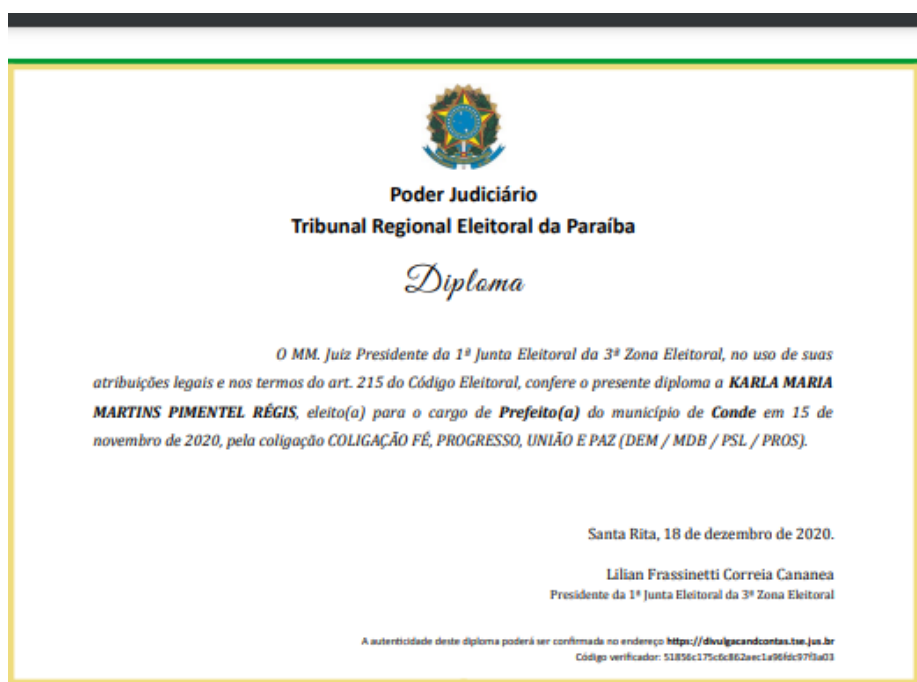 Poder Judiciário
Tribunal Regional Eleitoral da Paraíba
Diploma
O MM. Juiz Presidente da 1ª Junta Eleitoral da 3ª Zona Eleitoral, no uso de suas
atribuições legais e nos termos do art. 215 do Código Eleitoral, confere o presente diploma a KARLA MARIA
MARTINS PIMENTEL RÉGIS, eleito(a) para o cargo de Prefeito(a) do município de Conde em 15 de
novembro de 2020, pela coligação COLIGAÇÃO FÉ, PROGRESSO, UNIÃO E PAZ (DEM / MDB / PSL / PROS).
Santa Rita, 18 de dezembro de 2020.
Lilian Frassinetti Correia Cananea
Presidente da 1ª Junta Eleitoral da 3ª Zona Eleitoral
A autenticidade deste diploma poderá ser confirmada no endereço https://divulgacandcontas.tse.jus.br
Código verificador: 51856c175c6c862aec1a96fdc97f3a03